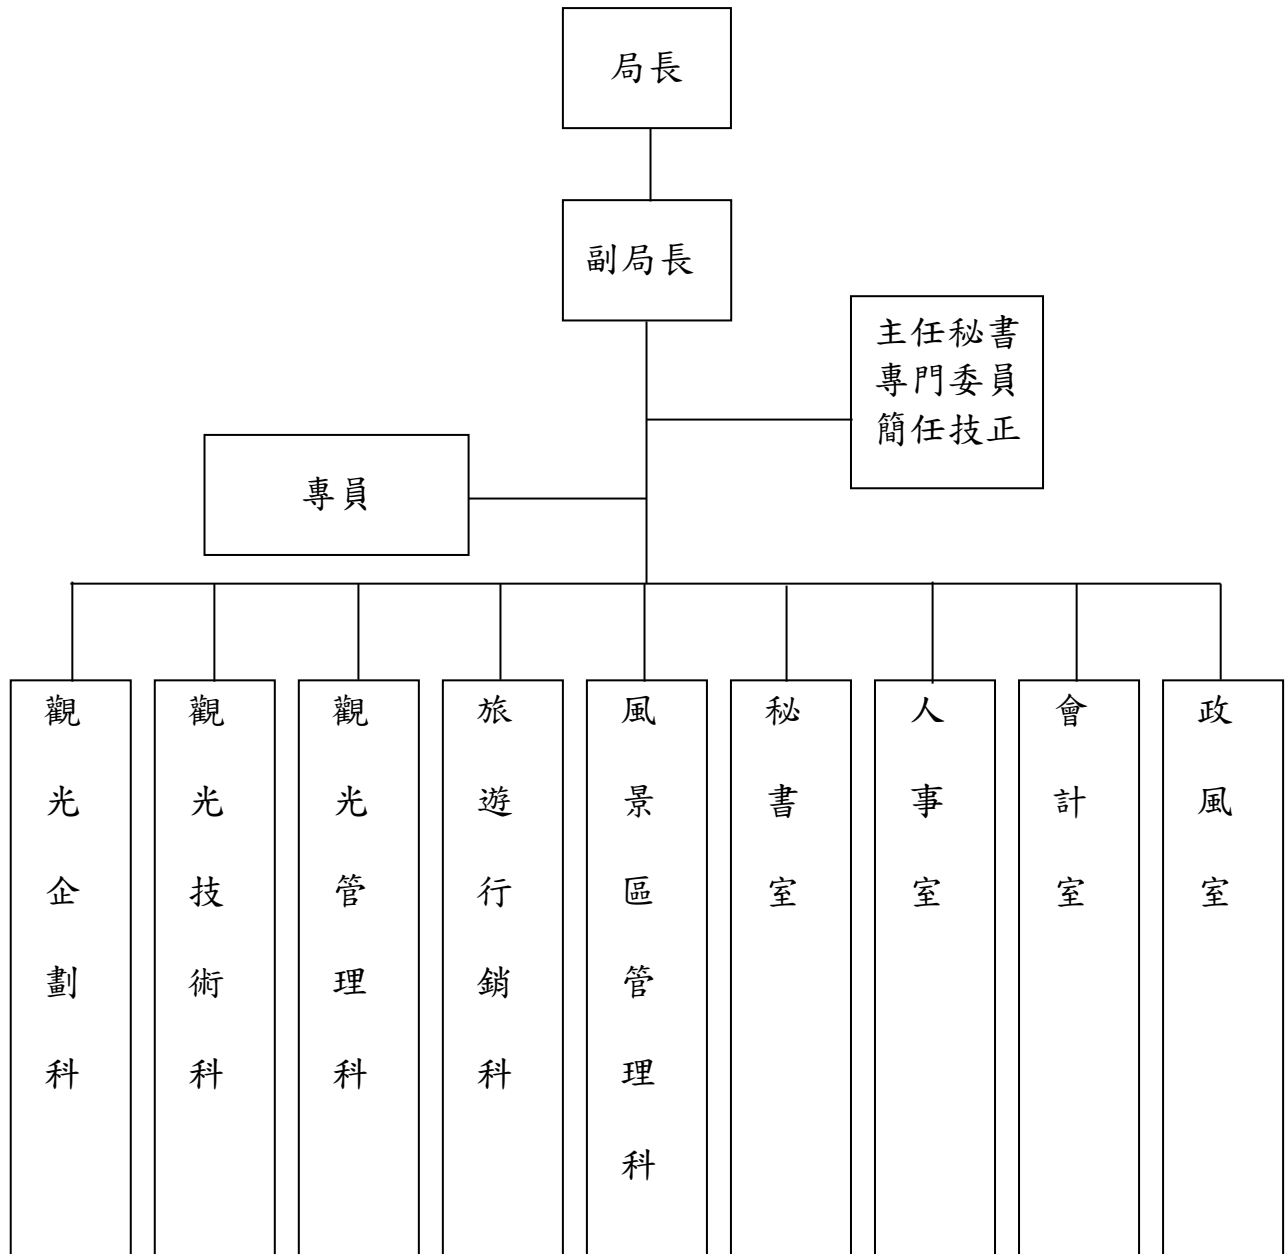 局長
副局長
主任秘書
專門委員
簡任技正
專員
觀光企劃科
觀光技術科
觀光管理科
旅遊行銷科
風景區管理科
秘書室
人事室
會計室
政風室